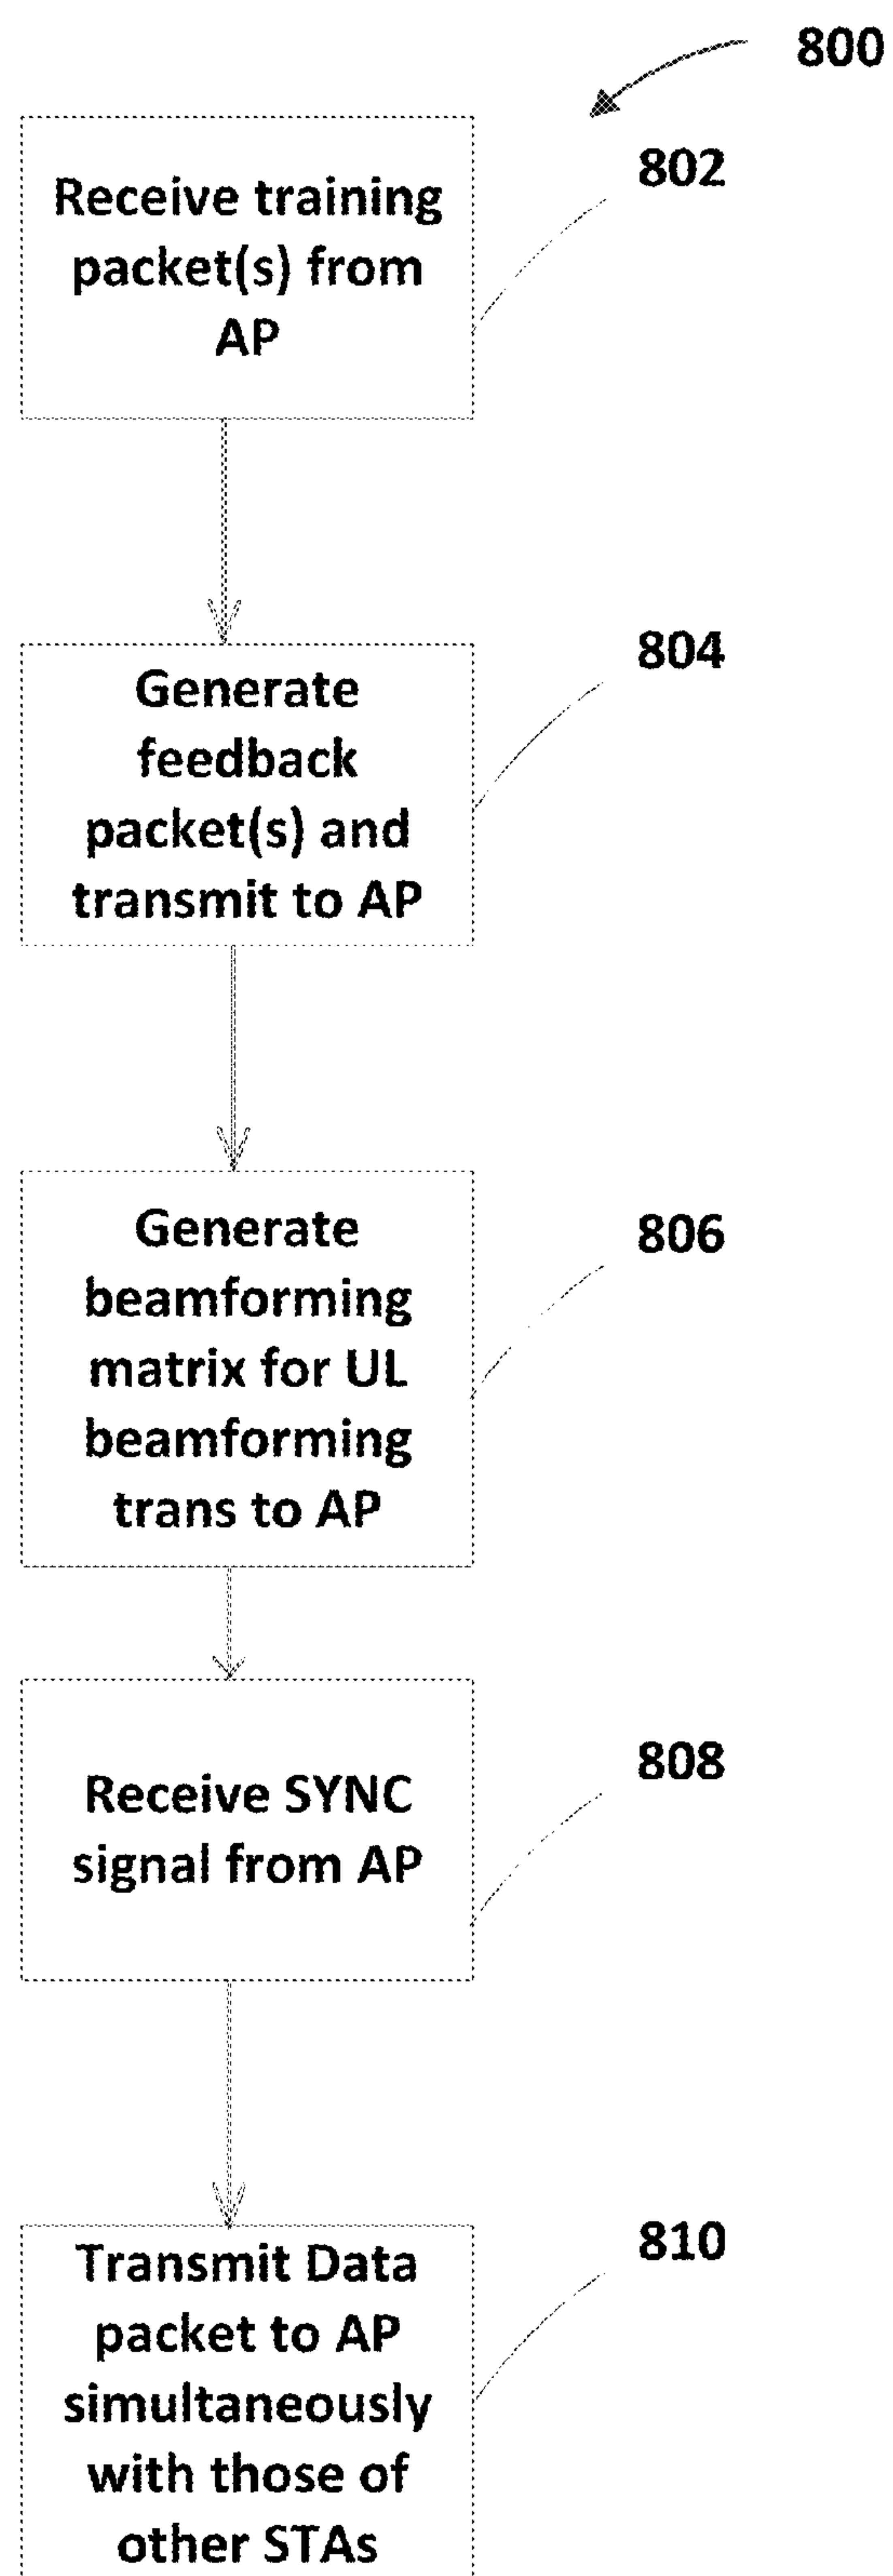 800
802
Receive training
packet(s) from
AP
804
Generate
feedback
packet(s) and
transmit to AP
806
Generate
beamforming
matrix for UL
beamforming
trans to AP
808
Receive SYNC
signal from AP
810
Transmit Data
packet to AP
simultaneously
with those of
other STAs